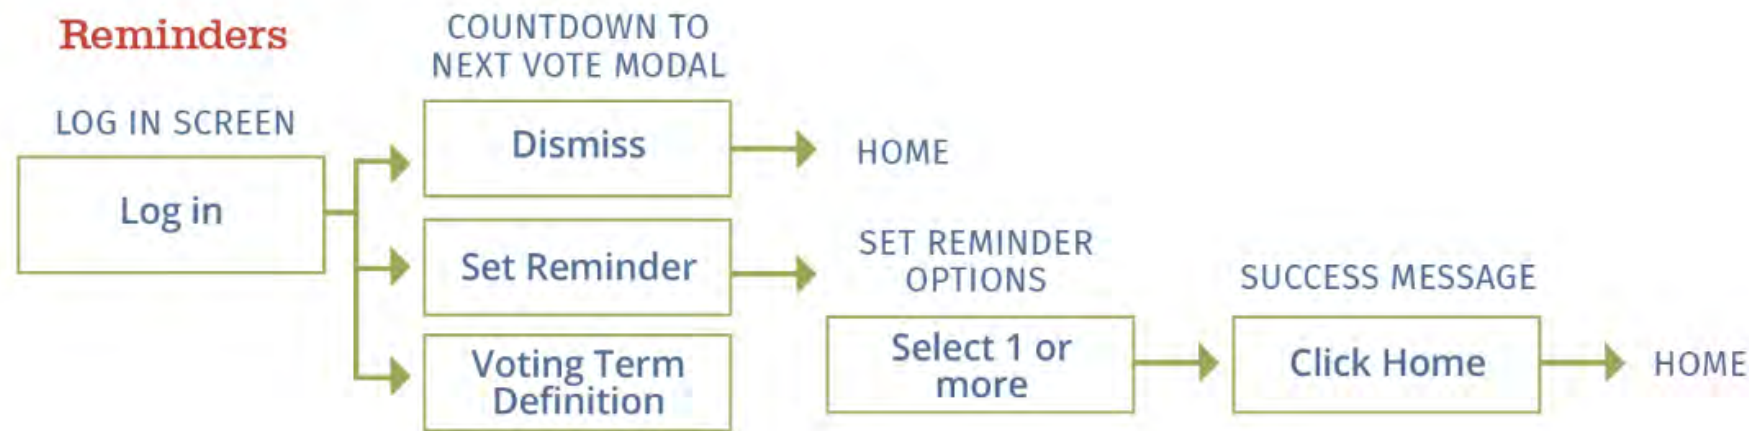 Reminders
COUNTDOWN TO
NEXT VOTE MODAL
LOG IN SCREEN
Log in
Dismiss
HOME
Set Reminder
SET REMINDER
OPTIONS
Voting Term
Definition
Select 1 or
more
SUCCESS MESSAGE
Click Home
HOME